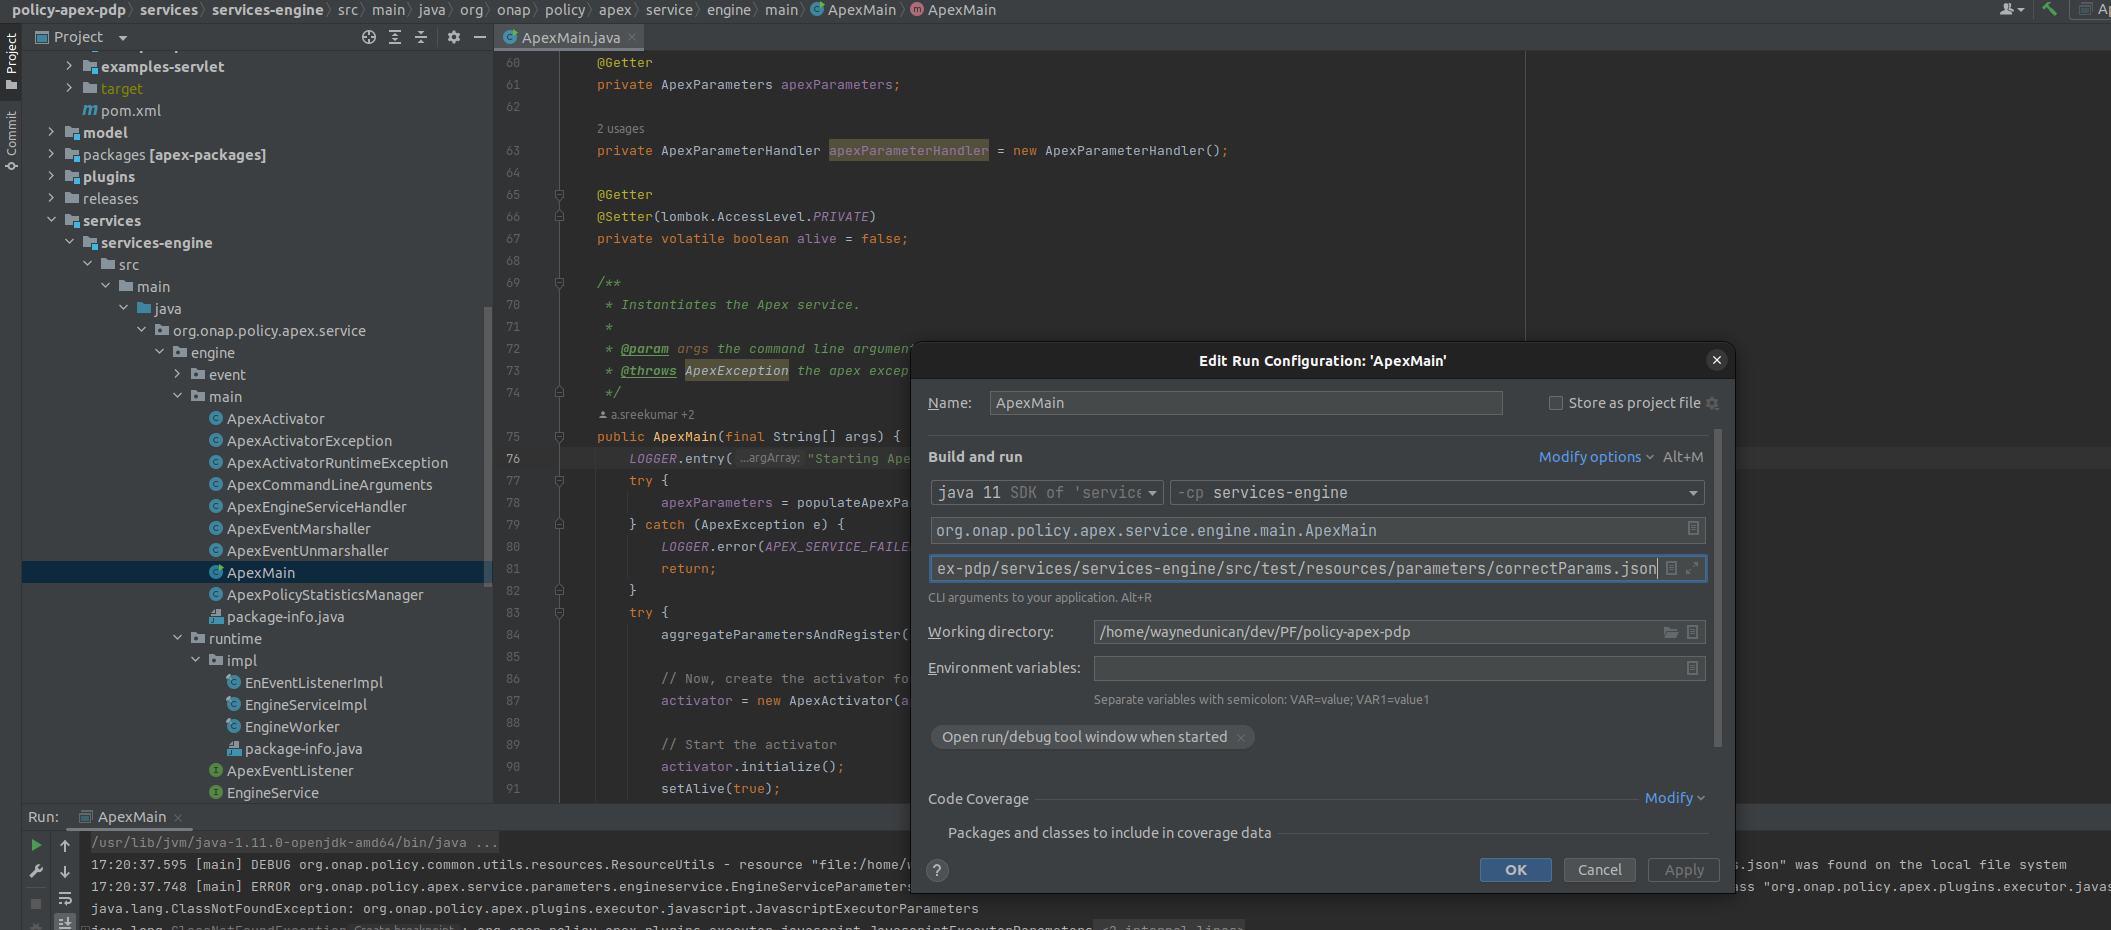 policy-apex-pdp services services-engine src main java org onap policy apex service engine main ApexMain ApexMain
Project
Commit
Project
examples-servlet
target
pom.xml
model
packages [apex-packages]
plugins
releases
services
services-engine
src
main
java
org.onap.policy.apex.service
engine
event
main
ApexActivator
ApexActivatorException
ApexActivatorRuntimeException
ApexCommandLineArguments
ApexEngineServiceHandler
ApexEventMarshaller
ApexEventUnmarshaller
ApexMain
ApexPolicyStatisticsManager
package-info.java
runtime
impl
EnEventListenerImpl
EngineServiceImpl
EngineWorker
package-info.java
ApexEventListener
EngineService
ApexMain.java
60 @Getter
61 private ApexParameters apexParameters;
62
2 usages
63 private ApexParameterHandler apexParameterHandler = new ApexParameterHandler();
64
65 @Getter
66 @Setter(lombok.AccessLevel.PRIVATE)
67 private volatile boolean alive = false;
68
69 /**
70 * Instantiates the Apex service.
71 *
72 * @param args the command line argument
73 * @throws ApexException the apex excep
74 */
a.sreekumar +2
75 public ApexMain(final String[] args) {
76 LOGGER.entry( ...argArray: "Starting Ape
77 try {
78 apexParameters = populateApexPa
79 } catch (ApexException e) {
80 LOGGER.error(APEX_SERVICE_FAILE
81 return;
82 }
83 try {
84 aggregateParametersAndRegister(
85
86 // Now, create the activator fo
87 activator = new ApexActivator(a
88
89 // Start the activator
90 activator.initialize();
91 setAlive(true);
Edit Run Configuration: 'ApexMain'
Name: ApexMain
Store as project file
Build and run
Modify options Alt+M
java 11 SDK of 'service
-cp services-engine
org.onap.policy.apex.service.engine.main.ApexMain
ex-pdp/services/services-engine/src/test/resources/parameters/correctParams.json
CLI arguments to your application. Alt+R
Working directory: /home/waynedunican/dev/PF/policy-apex-pdp
Environment variables:
Separate variables with semicolon: VAR=value; VAR1=value1
Open run/debug tool window when started
Code Coverage
Modify
Packages and classes to include in coverage data
?
OK
Cancel
Apply
Run: ApexMain
/usr/lib/jvm/java-1.11.0-openjdk-amd64/bin/java ...
17:20:37.595 [main] DEBUG org.onap.policy.common.utils.resources.ResourceUtils - resource "file:/home/w s.json" was found on the local file system
17:20:37.748 [main] ERROR org.onap.policy.apex.service.parameters.engineservice.EngineServiceParameters ass "org.onap.policy.apex.plugins.executor.javas
java.lang.ClassNotFoundException: org.onap.policy.apex.plugins.executor.javascript.JavascriptExecutorParameters